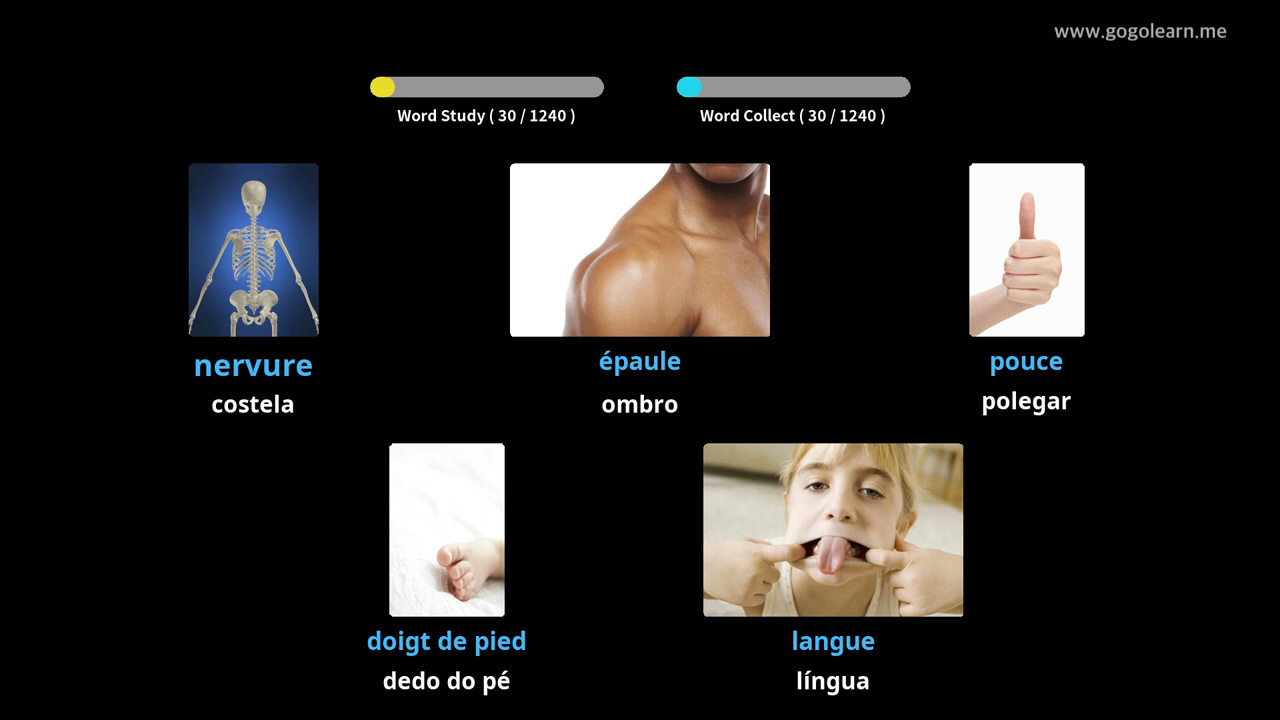 www.gogolearn.me
Word Study ( 30 / 1240 )
Word Collect ( 30 / 1240 )
nervure
costela
épaule
ombro
pouce
polegar
doigt de pied
dedo do pé
langue
língua